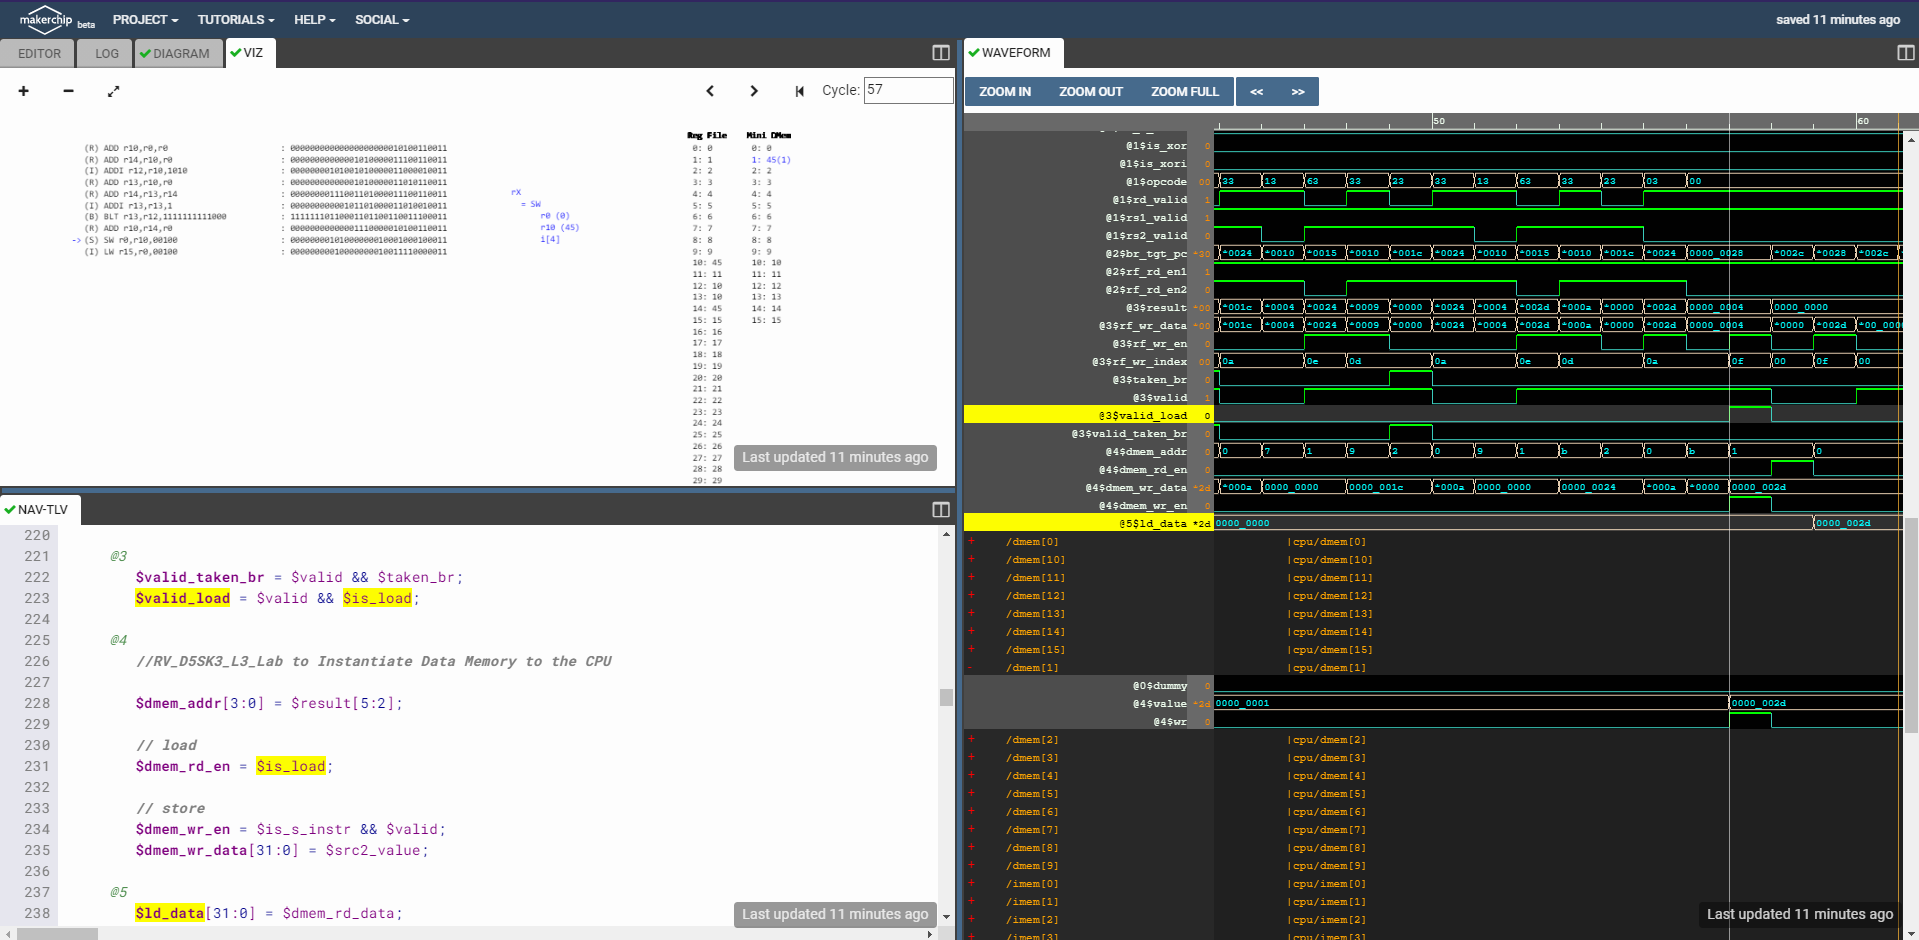 makerchip beta PROJECT TUTORIALS HELP SOCIAL saved 11 minutes ago
EDITOR LOG DIAGRAM VIZ
+ − Cycle: 57
(R) ADD r10,r0,r0
(R) ADD r14,r10,r0
(I) ADDI r12,r10,1010
(R) ADD r13,r10,r0
(R) ADD r14,r13,r14
(I) ADDI r13,r13,1
(B) BLT r13,r12,1111111111000
(R) ADD r10,r14,r0
-> (S) SW r0,r10,00100
(I) LW r15,r0,00100
rX
= SW
r0 (0)
r10 (45)
i[4]
Reg File Mini DMem
0: 0 0: 0
1: 1 1: 45(1)
2: 2 2: 2
3: 3 3: 3
4: 4 4: 4
5: 5 5: 5
6: 6 6: 6
7: 7 7: 7
8: 8 8: 8
9: 9 9: 9
10: 45 10: 10
11: 11 11: 11
12: 10 12: 12
13: 10 13: 13
14: 45 14: 14
15: 15 15: 15
16: 16
17: 17
18: 18
19: 19
20: 20
21: 21
22: 22
23: 23
24: 24
25: 25
26: 26
27: 27
28: 28
29: 29
Last updated 11 minutes ago
NAV-TLV
220
221 @3
222 $valid_taken_br = $valid && $taken_br;
223 $valid_load = $valid && $is_load;
224
225 @4
226 //RV_D5SK3_L3_Lab to Instantiate Data Memory to the CPU
227
228 $dmem_addr[3:0] = $result[5:2];
229
230 // load
231 $dmem_rd_en = $is_load;
232
233 // store
234 $dmem_wr_en = $is_s_instr && $valid;
235 $dmem_wr_data[31:0] = $src2_value;
236
237 @5
238 $ld_data[31:0] = $dmem_rd_data;
Last updated 11 minutes ago
WAVEFORM
ZOOM IN ZOOM OUT ZOOM FULL << >>
50 60
@1$is_xor 0
@1$is_xori 0
@1$opcode 00 33 13 63 33 23 33 13 63 33 23 03 00
@1$rd_valid 1
@1$rs1_valid 1
@1$rs2_valid 0
@2$br_tgt_pc *30 *0024 *0010 *0015 *0010 *001c *0024 *0010 *0015 *0010 *001c *0024 0000_0028 *002c *0028 *002c
@2$rf_rd_en1 1
@2$rf_rd_en2 0
@3$result *00 *001c *0004 *0024 *0009 *0000 *0024 *0004 *002d *000a *0000 *002d 0000_0004 0000_0000
@3$rf_wr_data *00 *001c *0004 *0024 *0009 *0000 *0024 *0004 *002d *000a *0000 *002d 0000_0004 *0000 *002d
@3$rf_wr_en 0
@3$rf_wr_index 00 0a 0e 0d 0a 0e 0d 0a 0f 00 0f 00
@3$taken_br 0
@3$valid 1
@3$valid_load 0
@3$valid_taken_br 0
@4$dmem_addr 0 0 7 1 9 2 0 9 1 b 2 0 b 1 0
@4$dmem_rd_en 0
@4$dmem_wr_data *2d *000a 0000_0000 0000_001c *000a 0000_0000 0000_0024 *000a *0000 0000_002d
@4$dmem_wr_en 0
@5$ld_data *2d 0000_0000 0000_002d
+ /dmem[0] |cpu/dmem[0]
+ /dmem[10] |cpu/dmem[10]
+ /dmem[11] |cpu/dmem[11]
+ /dmem[12] |cpu/dmem[12]
+ /dmem[13] |cpu/dmem[13]
+ /dmem[14] |cpu/dmem[14]
+ /dmem[15] |cpu/dmem[15]
- /dmem[1] |cpu/dmem[1]
@0$dummy 0
@4$value *2d 0000_0001 0000_002d
@4$wr 0
+ /dmem[2] |cpu/dmem[2]
+ /dmem[3] |cpu/dmem[3]
+ /dmem[4] |cpu/dmem[4]
+ /dmem[5] |cpu/dmem[5]
+ /dmem[6] |cpu/dmem[6]
+ /dmem[7] |cpu/dmem[7]
+ /dmem[8] |cpu/dmem[8]
+ /dmem[9] |cpu/dmem[9]
+ /imem[0] |cpu/imem[0]
+ /imem[1] |cpu/imem[1]
+ /imem[2] |cpu/imem[2]
+ /imem[3] |cpu/imem[3]
Last updated 11 minutes ago